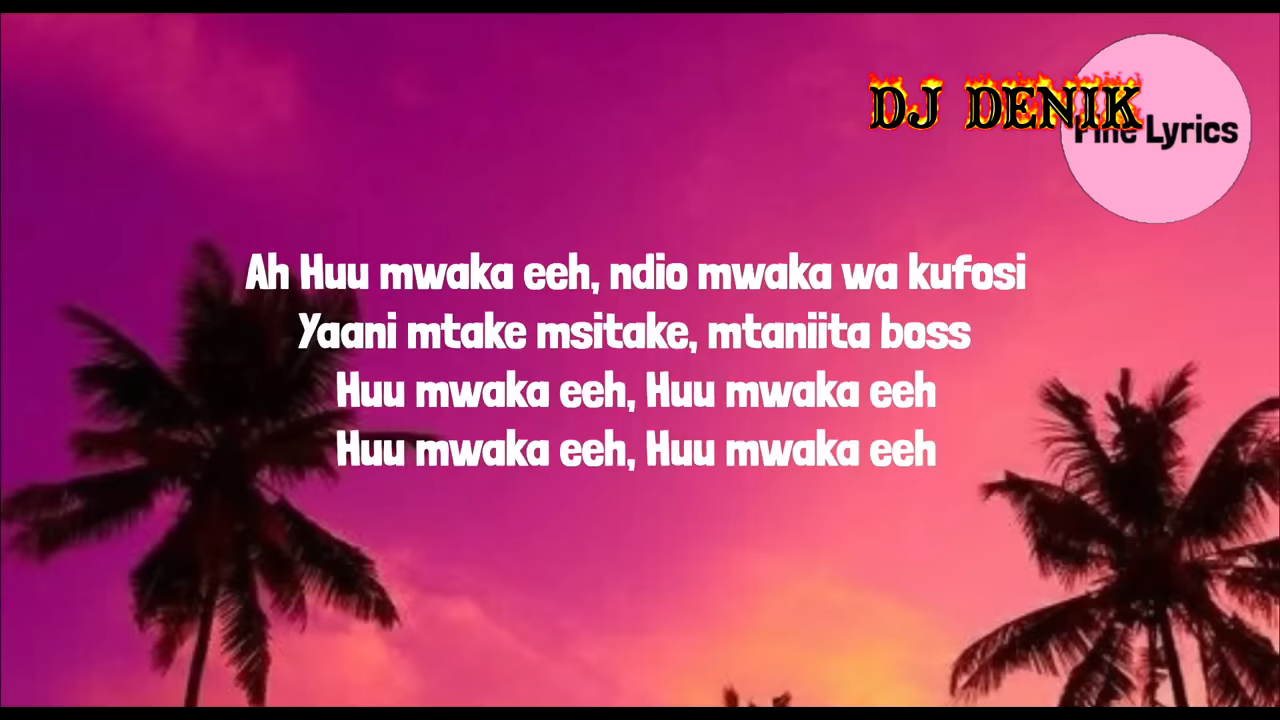 DJ DENIK
Lyrics
Ah Huu mwaka eeh, ndio mwaka wa kufosi
Yaani mtake msitake, mtaniita boss
Huu mwaka eeh, Huu mwaka eeh
Huu mwaka eeh, Huu mwaka eeh